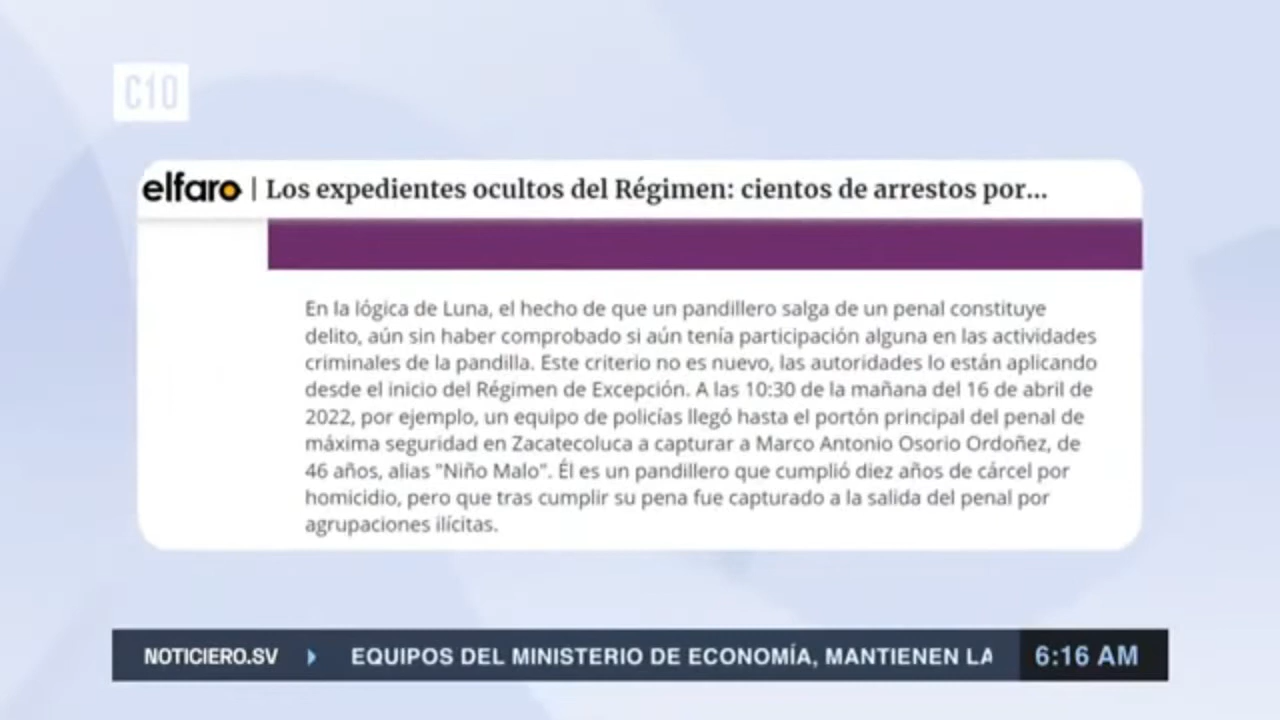 C10
elfaro | Los expedientes ocultos del Régimen: cientos de arrestos por...
En la lógica de Luna, el hecho de que un pandillero salga de un penal constituye
delito, aún sin haber comprobado si aún tenía participación alguna en las actividades
criminales de la pandilla. Este criterio no es nuevo, las autoridades lo están aplicando
desde el inicio del Régimen de Excepción. A las 10:30 de la mañana del 16 de abril de
2022, por ejemplo, un equipo de policías llegó hasta el portón principal del penal de
máxima seguridad en Zacatecoluca a capturar a Marco Antonio Osorio Ordoñez, de
46 años, alias "Niño Malo". Él es un pandillero que cumplió diez años de cárcel por
homicidio, pero que tras cumplir su pena fue capturado a la salida del penal por
agrupaciones ilícitas.
NOTICIERO.SV EQUIPOS DEL MINISTERIO DE ECONOMÍA, MANTIENEN LA 6:16 AM